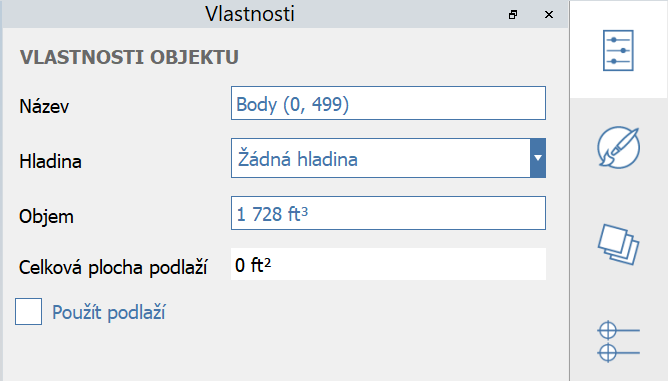 Vlastnosti
VLASTNOSTI OBJEKTU
Název
Body (0, 499)
Hladina
Žádná hladina
Objem
1 728 ft³
Celková plocha podlaží
0 ft²
Použít podlaží